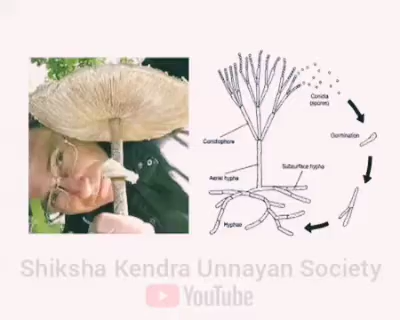 Conidia
(spores)
Conidiophore
Germination
Aerial hypha
Subsurface hypha
Hyphae
Shiksha Kendra Unnayan Society
YouTube